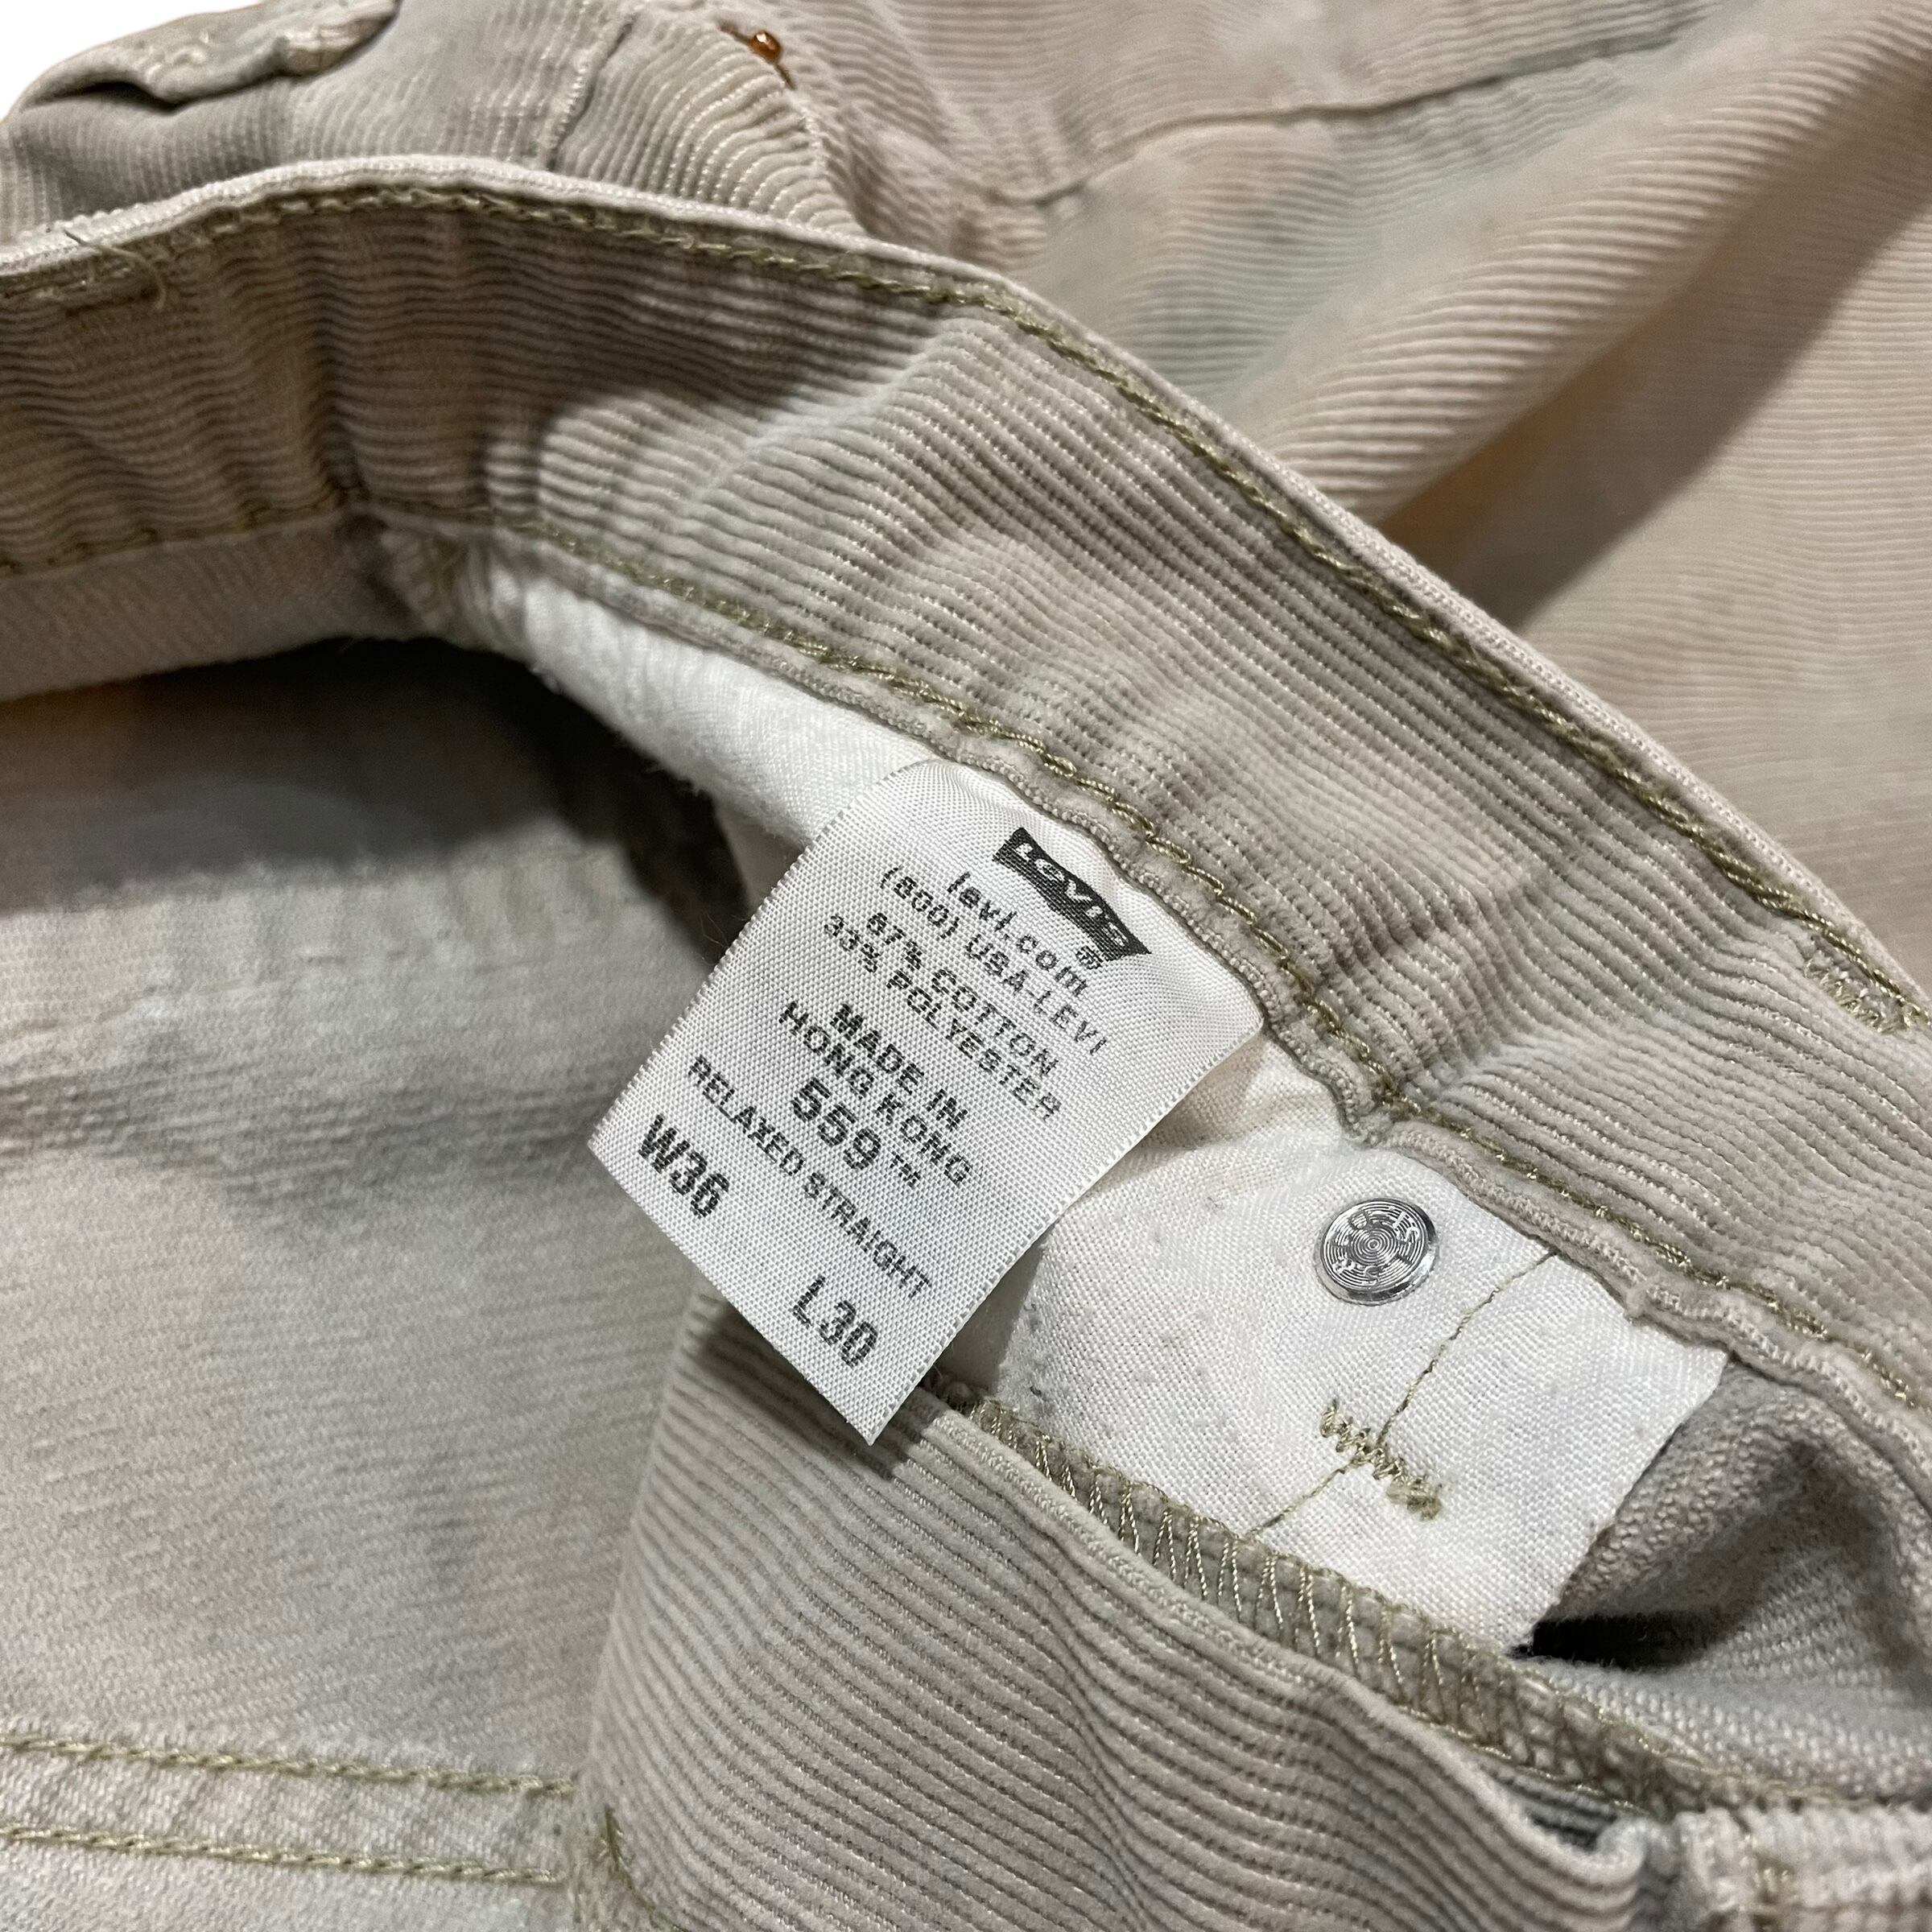 LEVI'S®
levi.com
(800) USA-LEVI
67% COTTON
33% POLYESTER
MADE IN
HONG KONG
559™
RELAXED STRAIGHT
W36 L30